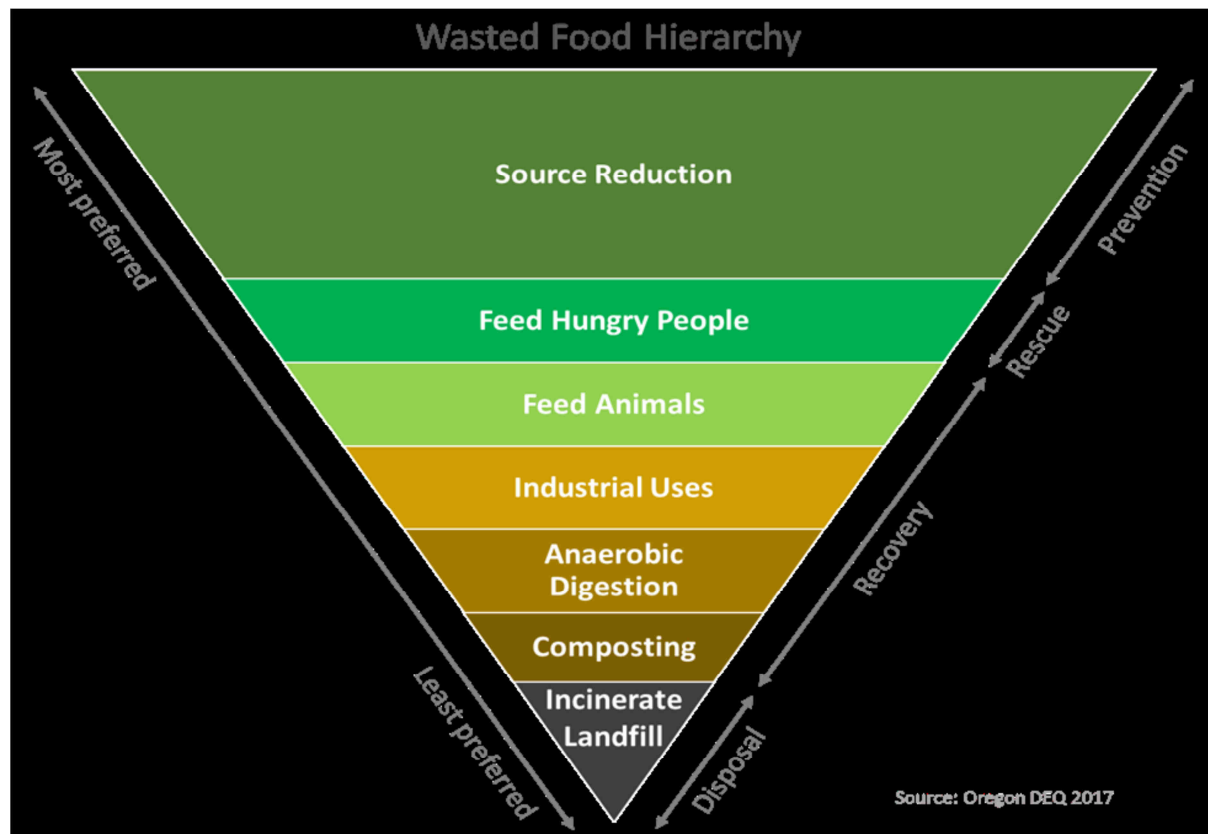 Wasted Food Hierarchy
Most preferred
Least preferred
Source Reduction
Feed Hungry People
Feed Animals
Industrial Uses
Anaerobic
Digestion
Composting
Incinerate
Landfill
Prevention
Rescue
Recovery
Disposal
Source: Oregon DEQ 2017